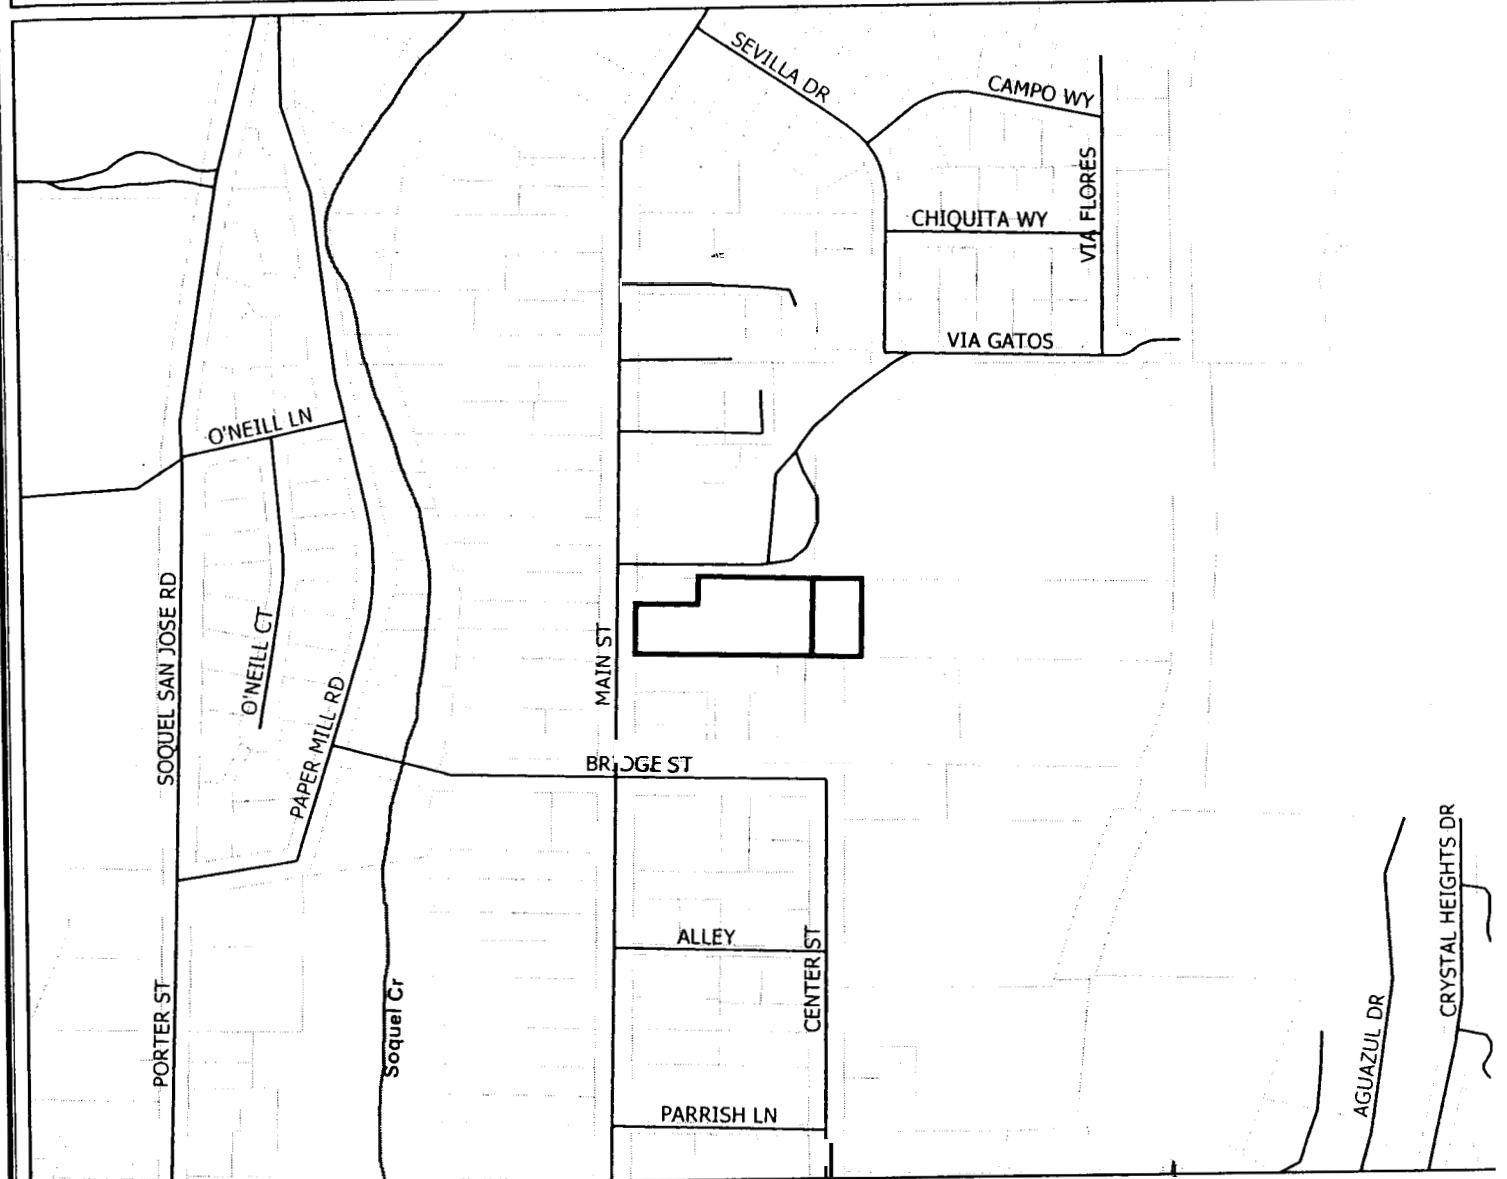 SEVILLA DR
CAMPO WY
VIA FLORES
CHIQUITA WY
VIA GATOS
O'NEILL LN
SOQUEL SAN JOSE RD
O'NEILL CT
PAPER MILL RD
MAIN ST
BRIDGE ST
ALLEY
CENTER ST
PORTER ST
Soquel Cr
PARRISH LN
AGUAZUL DR
CRYSTAL HEIGHTS DR